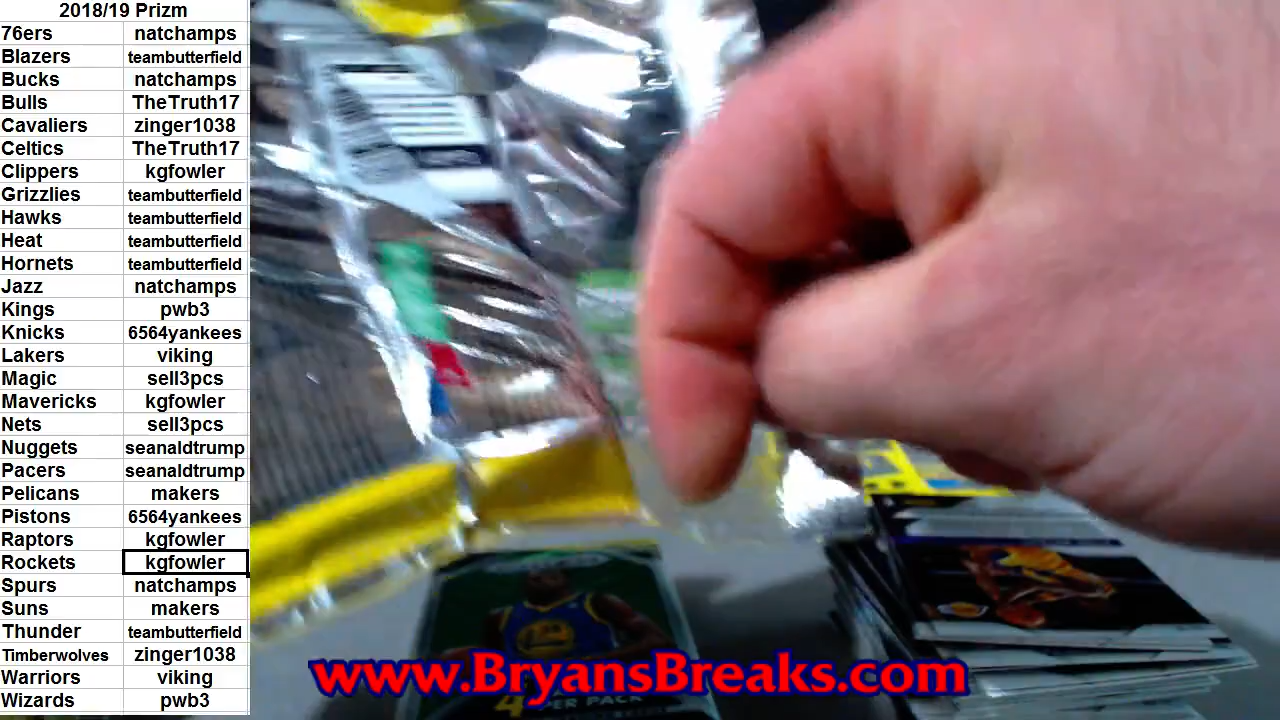 2018/19 Prizm
76ers natchamps
Blazers teambutterfield
Bucks natchamps
Bulls TheTruth17
Cavaliers zinger1038
Celtics TheTruth17
Clippers kgfowler
Grizzlies teambutterfield
Hawks teambutterfield
Heat teambutterfield
Hornets teambutterfield
Jazz natchamps
Kings pwb3
Knicks 6564yankees
Lakers viking
Magic sell3pcs
Mavericks kgfowler
Nets sell3pcs
Nuggets seanaldtrump
Pacers seanaldtrump
Pelicans makers
Pistons 6564yankees
Raptors kgfowler
Rockets kgfowler
Spurs natchamps
Suns makers
Thunder teambutterfield
Timberwolves zinger1038
Warriors viking
Wizards pwb3
www.BryansBreaks.com
4 PER PACK